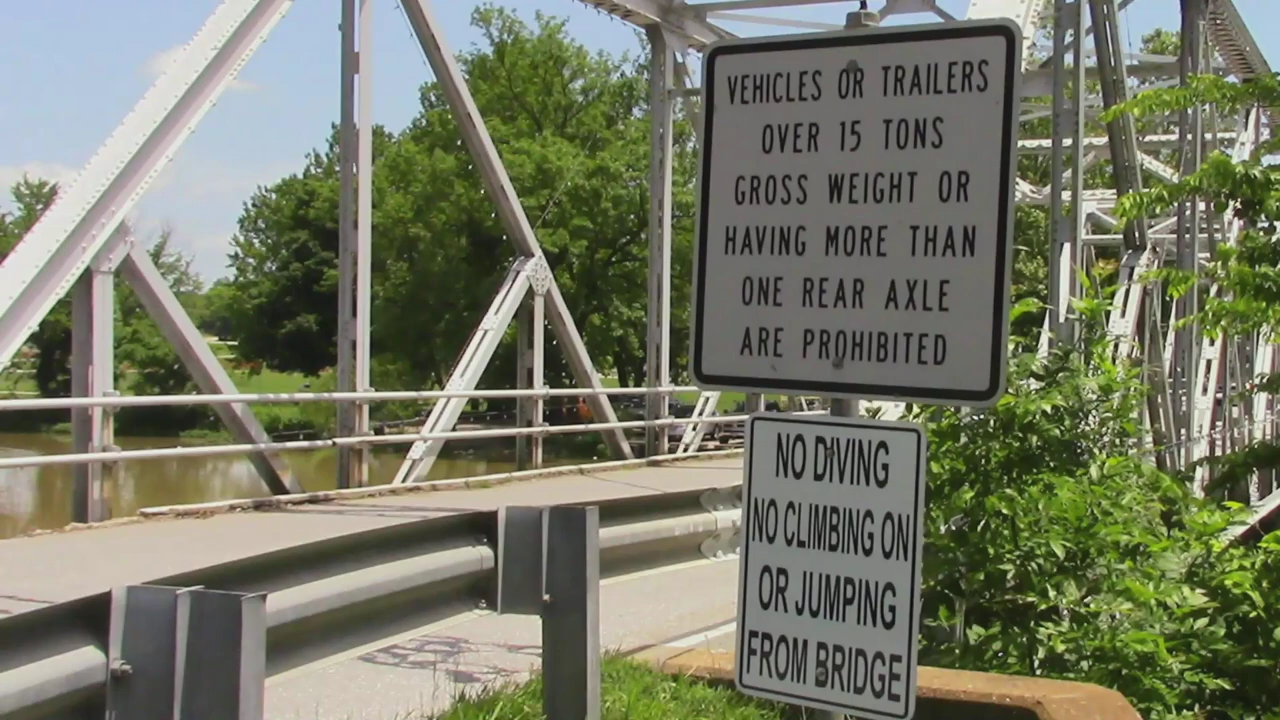 VEHICLES OR TRAILERS
OVER 15 TONS
GROSS WEIGHT OR
HAVING MORE THAN
ONE REAR AXLE
ARE PROHIBITED
NO DIVING
NO CLIMBING ON
OR JUMPING
FROM BRIDGE